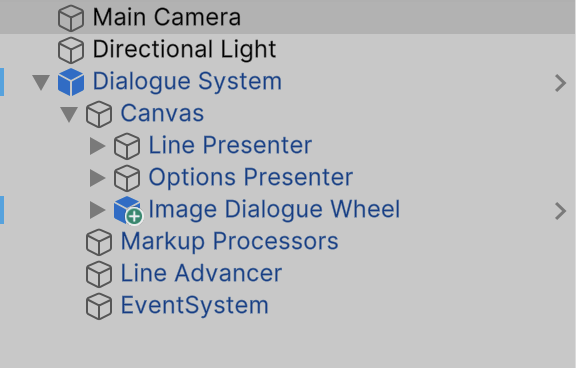 Main Camera
Directional Light
Dialogue System
Canvas
Line Presenter
Options Presenter
Image Dialogue Wheel
Markup Processors
Line Advancer
EventSystem